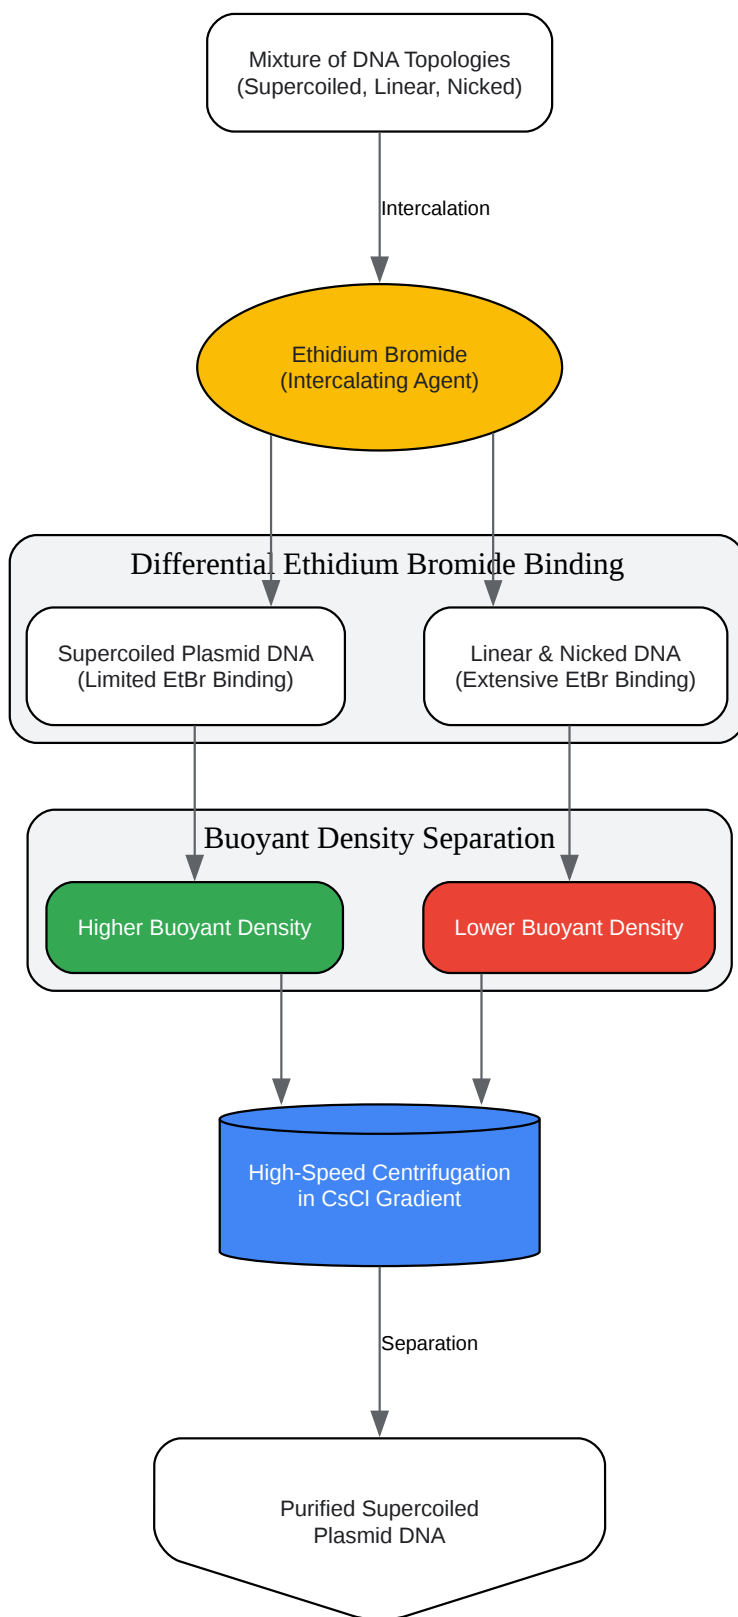 Mixture of DNA Topologies
(Supercoiled, Linear, Nicked)
Intercalation
Ethidium Bromide
(Intercalating Agent)
Differential Ethidium Bromide Binding
Supercoiled Plasmid DNA
(Limited EtBr Binding)
Linear & Nicked DNA
(Extensive EtBr Binding)
Buoyant Density Separation
Higher Buoyant Density
Lower Buoyant Density
High-Speed Centrifugation
in CsCl Gradient
Separation
Purified Supercoiled
Plasmid DNA